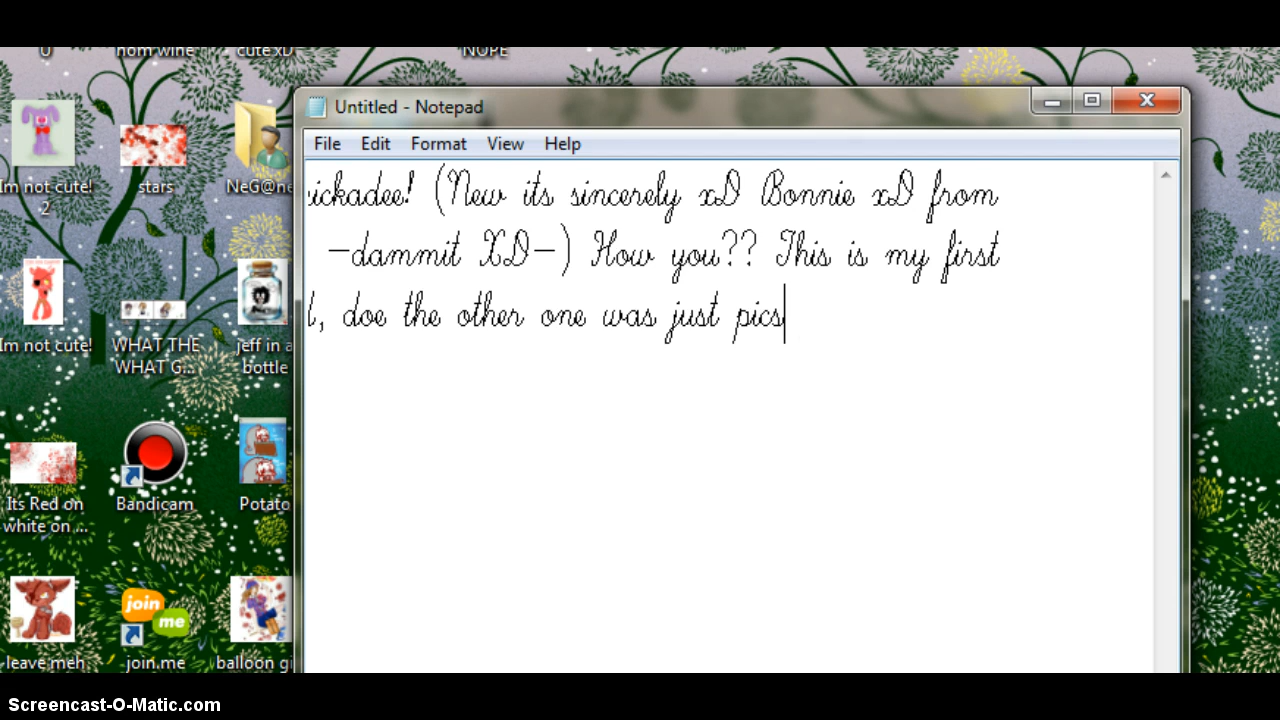 U
nom wine
cute xD
NOPE
Untitled - Notepad
File Edit Format View Help
ickadee! (New its sincerely xD Bonnie xD from
-dammit XD-) How you?? This is my first
l, doe the other one was just pics
Im not cute!
2
stars
NeG@ne
Im not cute!
WHAT THE
WHAT G...
jeff in a
bottle
Its Red on
white on ...
Bandicam
Potato
join
me
leave meh
join.me
balloon gi
Screencast-O-Matic.com